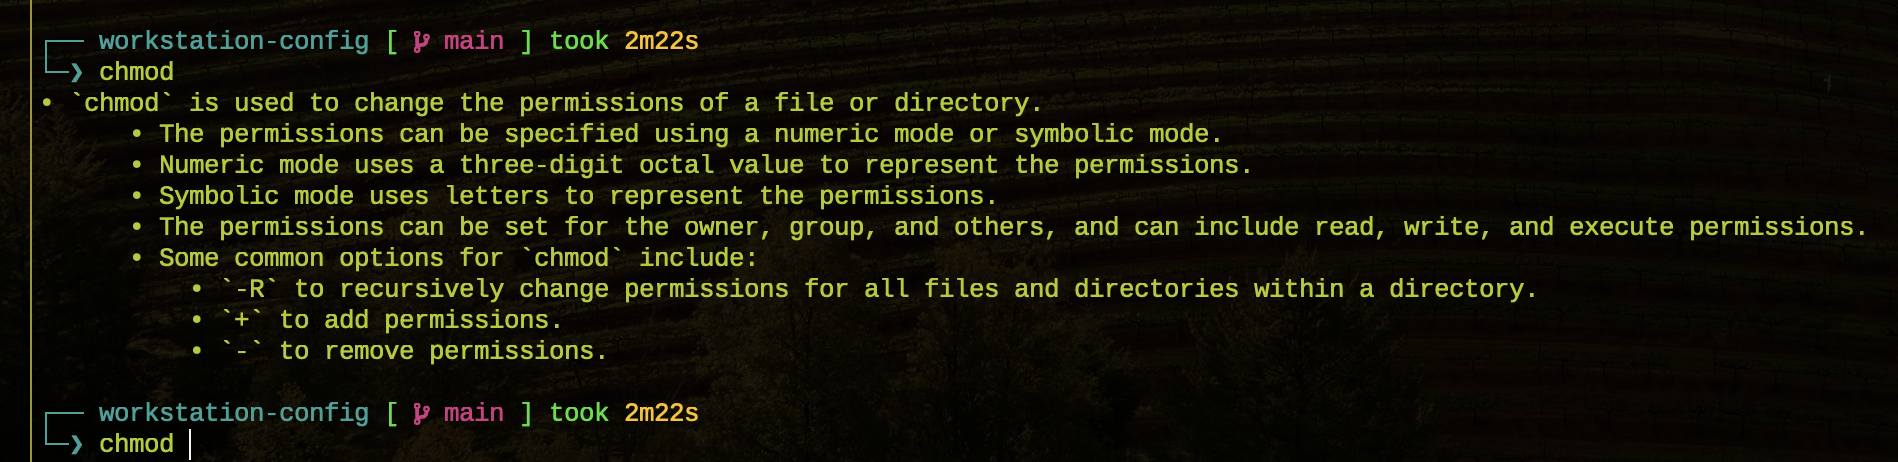 workstation-config [ main ] took 2m22s
❯ chmod
• `chmod` is used to change the permissions of a file or directory.
• The permissions can be specified using a numeric mode or symbolic mode.
• Numeric mode uses a three-digit octal value to represent the permissions.
• Symbolic mode uses letters to represent the permissions.
• The permissions can be set for the owner, group, and others, and can include read, write, and execute permissions.
• Some common options for `chmod` include:
• `-R` to recursively change permissions for all files and directories within a directory.
• `+` to add permissions.
• `-` to remove permissions.
workstation-config [ main ] took 2m22s
❯ chmod